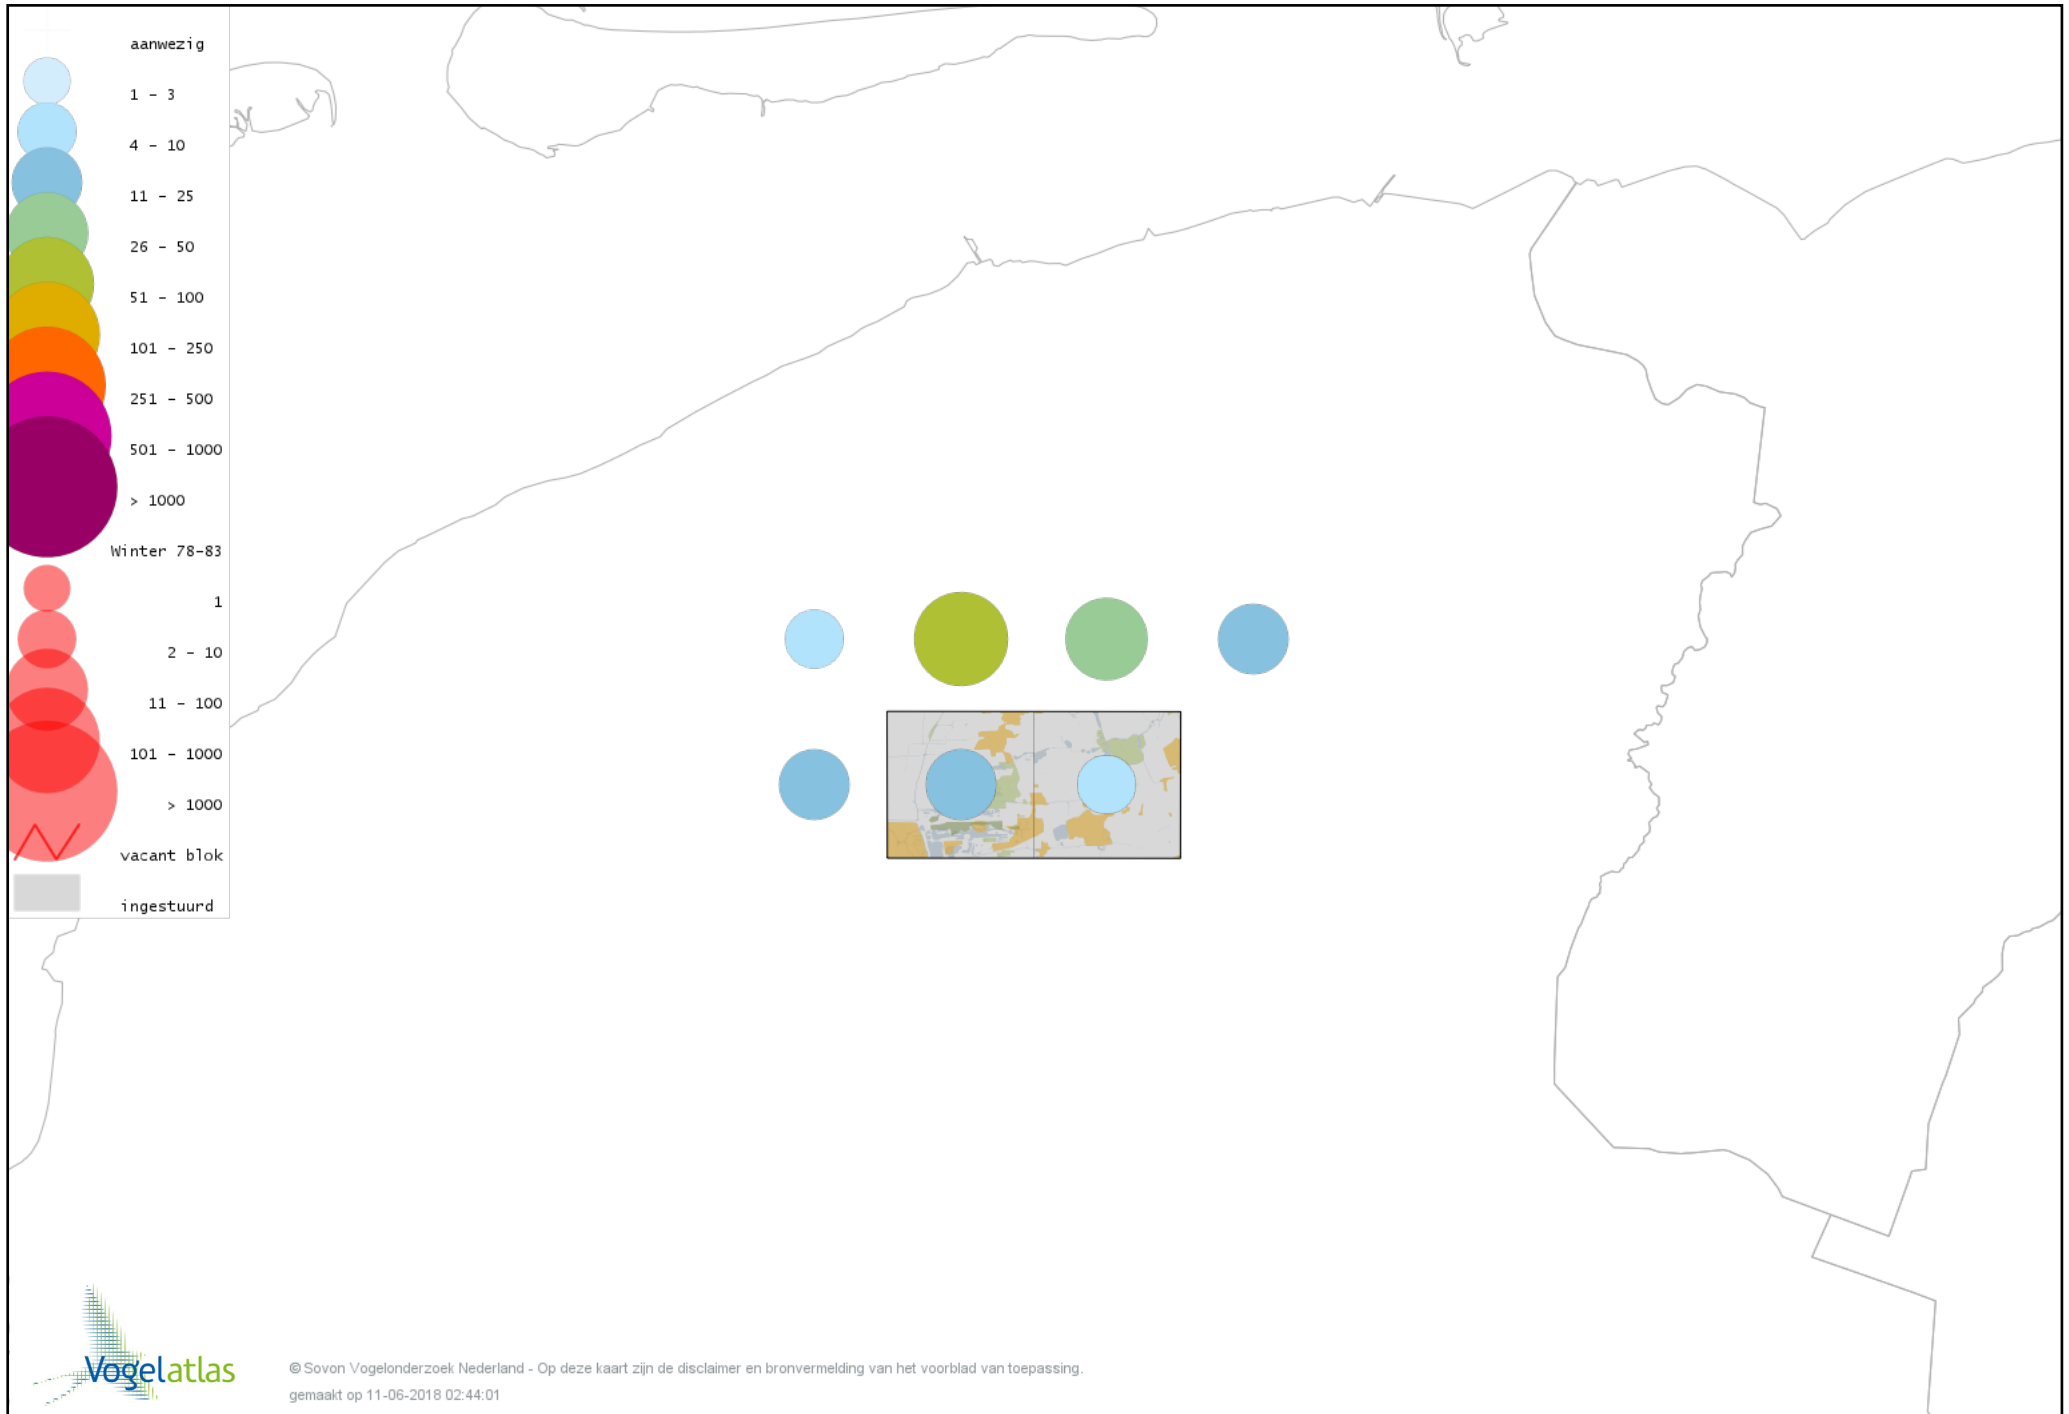 aanwezig
1 - 3
4 - 10
11 - 25
26 - 50
51 - 100
101 - 250
251 - 500
501 - 1000
> 1000
Winter 78-83
1
2 - 10
11 - 100
101 - 1000
> 1000
vacant blok
ingestuurd
Vogelatlas
© Sovon Vogelonderzoek Nederland - Op deze kaart zijn de disclaimer en bronvermelding van het voorblad van toepassing.
gemaakt op 11-06-2018 02:44:01